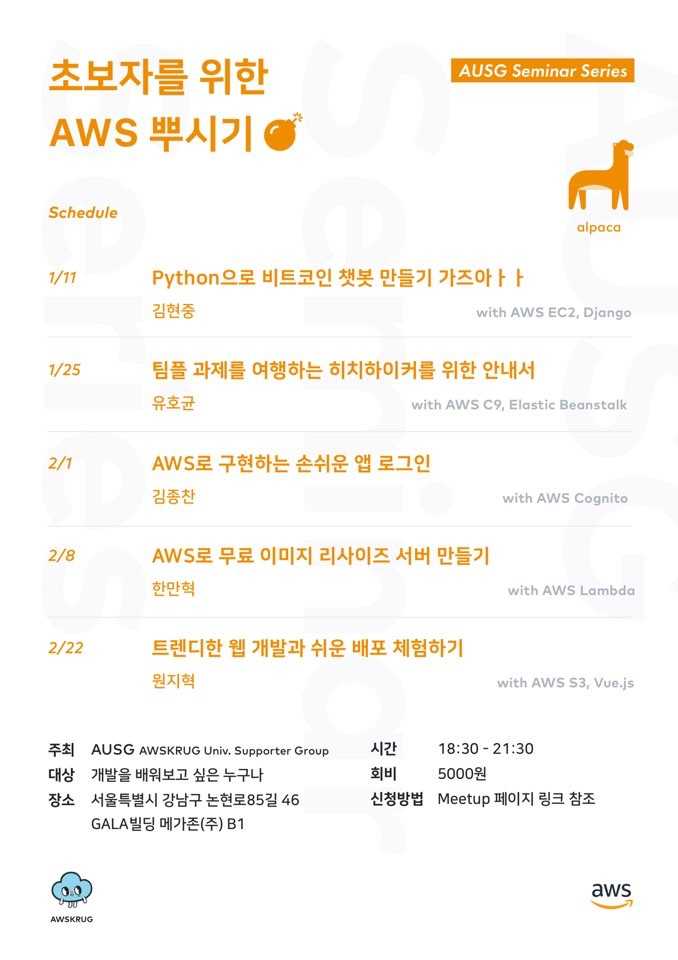 초보자를 위한
AWS 뿌시기
AUSG Seminar Series
alpaca
Schedule
1/11 Python으로 비트코인 챗봇 만들기 가즈아ㅏㅏ
김현중 with AWS EC2, Django
1/25 팀플 과제를 여행하는 히치하이커를 위한 안내서
유호균 with AWS C9, Elastic Beanstalk
2/1 AWS로 구현하는 손쉬운 앱 로그인
김종찬 with AWS Cognito
2/8 AWS로 무료 이미지 리사이즈 서버 만들기
한만혁 with AWS Lambda
2/22 트렌디한 웹 개발과 쉬운 배포 체험하기
원지혁 with AWS S3, Vue.js
주최 AUSG AWSKRUG Univ. Supporter Group
대상 개발을 배워보고 싶은 누구나
장소 서울특별시 강남구 논현로85길 46
GALA빌딩 메가존(주) B1
시간 18:30 - 21:30
회비 5000원
신청방법 Meetup 페이지 링크 참조
AWSKRUG
aws
AUSG
Seminar
Series